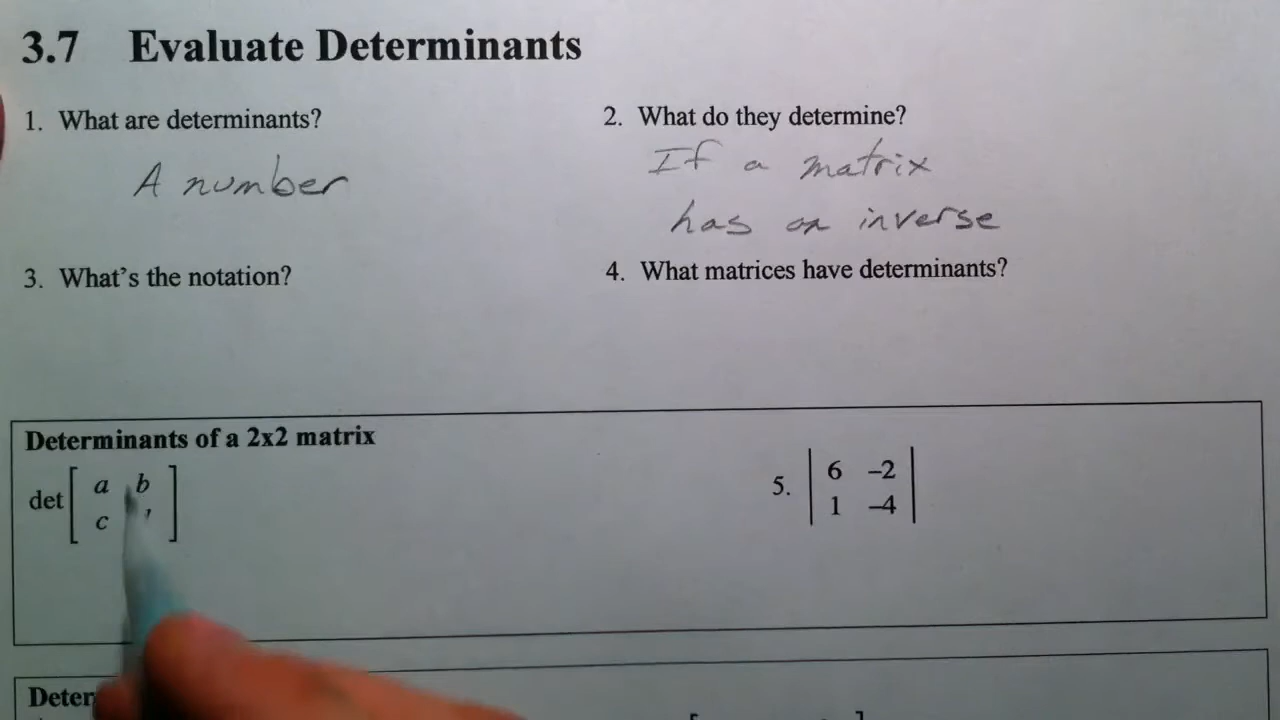 3.7 Evaluate Determinants
1. What are determinants?
A number
2. What do they determine?
If a matrix
has an inverse
3. What's the notation?
4. What matrices have determinants?
Determinants of a 2x2 matrix
det [ a b
c ]
5. | 6 –2 |
| 1 –4 |